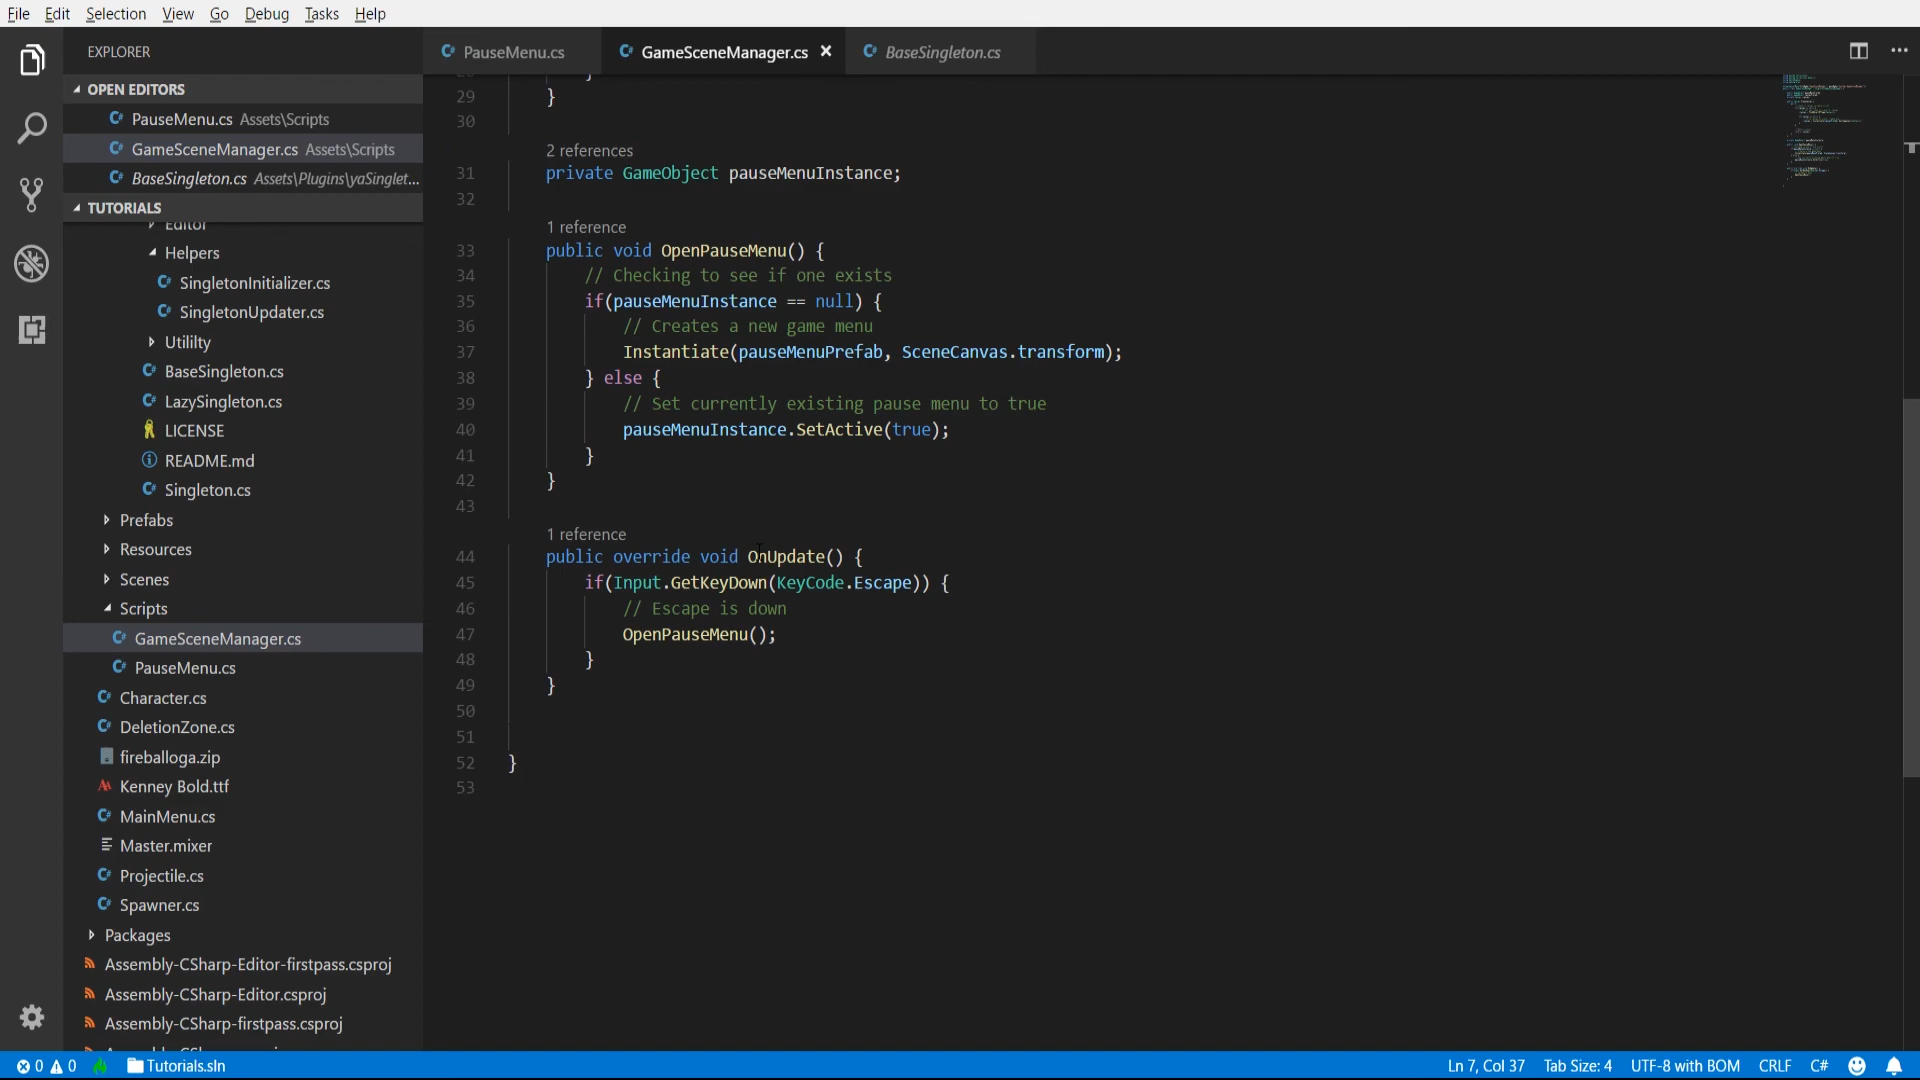 File Edit Selection View Go Debug Tasks Help
EXPLORER
OPEN EDITORS
PauseMenu.cs Assets\Scripts
GameSceneManager.cs Assets\Scripts
BaseSingleton.cs Assets\Plugins\yaSinglet...
TUTORIALS
Editor
Helpers
SingletonInitializer.cs
SingletonUpdater.cs
Utililty
BaseSingleton.cs
LazySingleton.cs
LICENSE
README.md
Singleton.cs
Prefabs
Resources
Scenes
Scripts
GameSceneManager.cs
PauseMenu.cs
Character.cs
DeletionZone.cs
fireballoga.zip
Kenney Bold.ttf
MainMenu.cs
Master.mixer
Projectile.cs
Spawner.cs
Packages
Assembly-CSharp-Editor-firstpass.csproj
Assembly-CSharp-Editor.csproj
Assembly-CSharp-firstpass.csproj
PauseMenu.cs GameSceneManager.cs × BaseSingleton.cs
29 }
30
2 references
31 private GameObject pauseMenuInstance;
32
1 reference
33 public void OpenPauseMenu() {
34 // Checking to see if one exists
35 if(pauseMenuInstance == null) {
36 // Creates a new game menu
37 Instantiate(pauseMenuPrefab, SceneCanvas.transform);
38 } else {
39 // Set currently existing pause menu to true
40 pauseMenuInstance.SetActive(true);
41 }
42 }
43
1 reference
44 public override void OnUpdate() {
45 if(Input.GetKeyDown(KeyCode.Escape)) {
46 // Escape is down
47 OpenPauseMenu();
48 }
49 }
50
51
52 }
53
0 0 Tutorials.sln Ln 7, Col 37 Tab Size: 4 UTF-8 with BOM CRLF C#